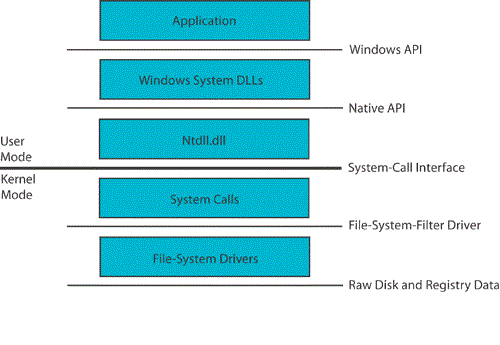 Application
Windows API
Windows System DLLs
Native API
Ntdll.dll
User
Mode
System-Call Interface
Kernel
Mode
System Calls
File-System-Filter Driver
File-System Drivers
Raw Disk and Registry Data